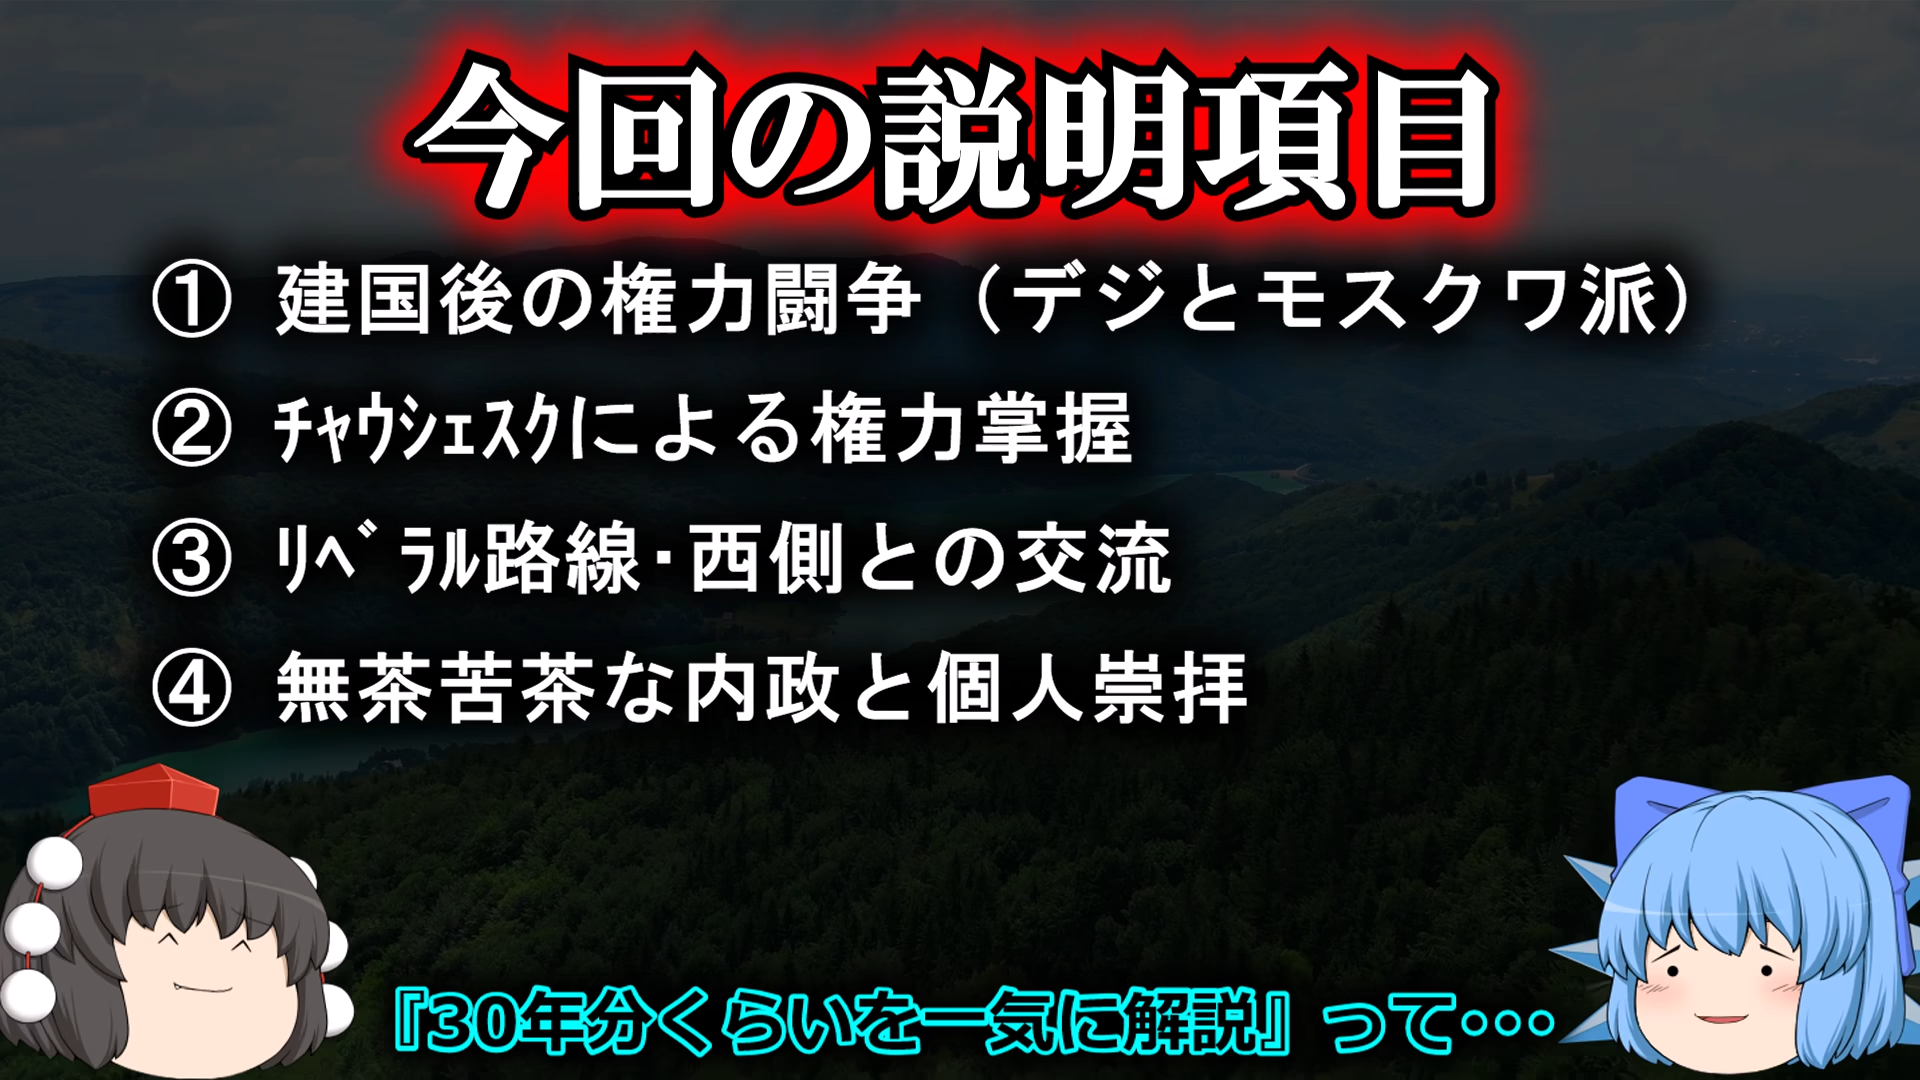 今回の説明項目
① 建国後の権力闘争（デジとモスクワ派）
② ﾁｬｳｼｪｽｸによる権力掌握
③ ﾘﾍﾞﾗﾙ路線･西側との交流
④ 無茶苦茶な内政と個人崇拝
『30年分くらいを一気に解説』って･･･